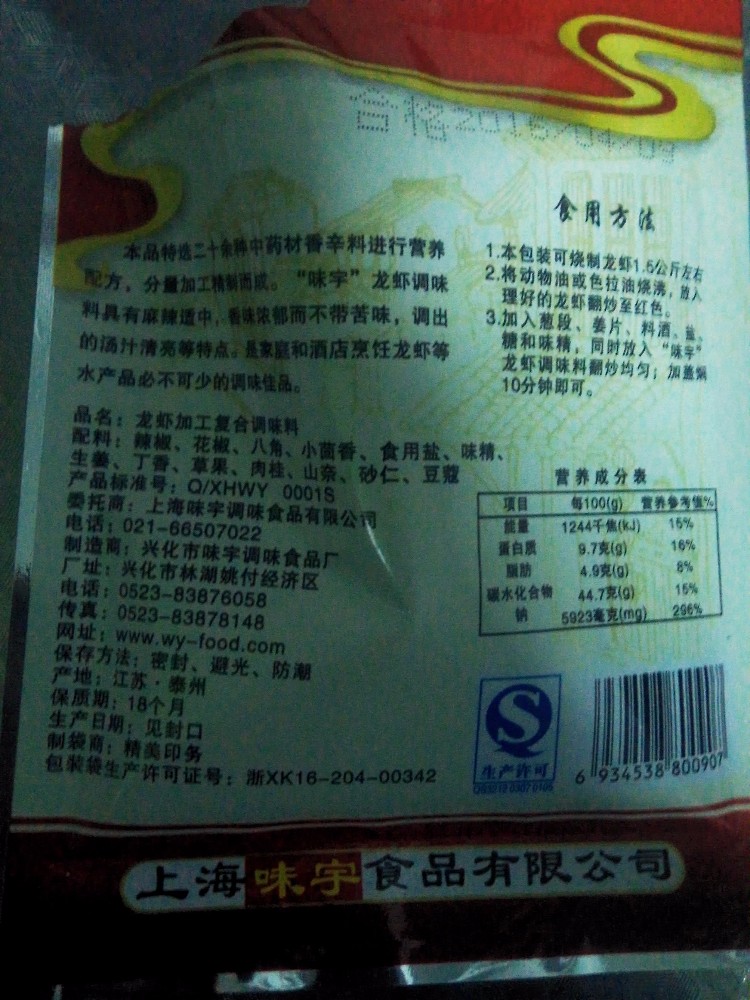 合格2016/04/09
本品特选二十余种中药材香辛料进行营养
配方，分量加工精制而成。“味宇”龙虾调味
料具有麻辣适中，香味浓郁而不带苦味，调出
的汤汁清亮等特点。是家庭和酒店烹饪龙虾等
水产品必不可少的调味佳品。
食用方法
1.本包装可烧制龙虾1.5公斤左右
2.将动物油或色拉油烧沸，放入
理好的龙虾翻炒至红色。
3.加入葱段、姜片、料酒、盐、
糖和味精，同时放入“味宇”
龙虾调味料翻炒均匀；加盖焖
10分钟即可。
品名：龙虾加工复合调味料
配料：辣椒、花椒、八角、小茴香、食用盐、味精、
生姜、丁香、草果、肉桂、山奈、砂仁、豆蔻
产品标准号：Q/XHWY 0001S
委托商：上海味宇调味食品有限公司
电话：021-66507022
制造商：兴化市味宇调味食品厂
厂址：兴化市林湖姚付经济区
电话：0523-83876058
传真：0523-83878148
网址：www.wy-food.com
保存方法：密封、避光、防潮
产地：江苏·泰州
保质期：18个月
生产日期：见封口
制袋商：精美印务
包装袋生产许可证号：浙XK16-204-00342
营养成分表
项目 每100(g) 营养参考值%
能量 1244千焦(kJ) 15%
蛋白质 9.7克(g) 16%
脂肪 4.9克(g) 8%
碳水化合物 44.7克(g) 15%
钠 5923毫克(mg) 296%
生产许可
QS3212 0307 0105
6 934538 800907
上海味宇食品有限公司